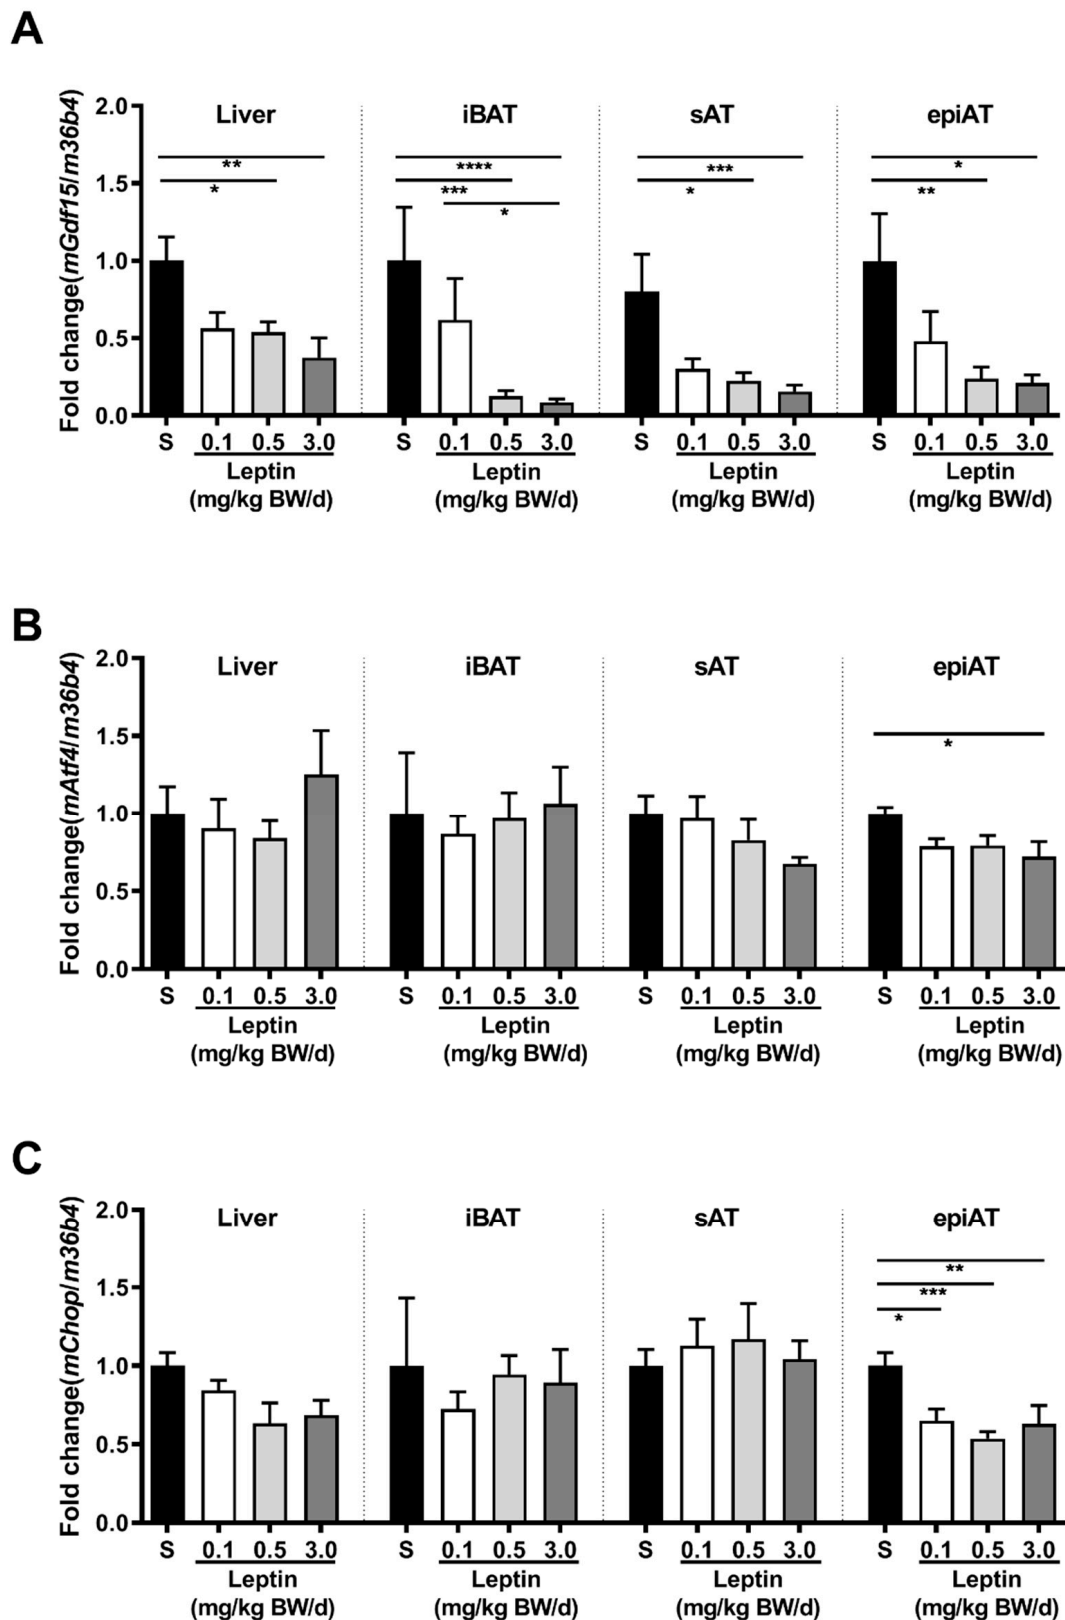 A
Fold change(mGdf15/m36b4)
2.0
1.5
1.0
0.5
0.0
Liver
iBAT
sAT
epiAT
**
*
****
***
*
***
*
*
**
S 0.1 0.5 3.0
Leptin
(mg/kg BW/d)
S 0.1 0.5 3.0
Leptin
(mg/kg BW/d)
S 0.1 0.5 3.0
Leptin
(mg/kg BW/d)
S 0.1 0.5 3.0
Leptin
(mg/kg BW/d)
B
Fold change(mAtf4/m36b4)
2.0
1.5
1.0
0.5
0.0
Liver
iBAT
sAT
epiAT
*
S 0.1 0.5 3.0
Leptin
(mg/kg BW/d)
S 0.1 0.5 3.0
Leptin
(mg/kg BW/d)
S 0.1 0.5 3.0
Leptin
(mg/kg BW/d)
S 0.1 0.5 3.0
Leptin
(mg/kg BW/d)
C
Fold change(mChop/m36b4)
2.0
1.5
1.0
0.5
0.0
Liver
iBAT
sAT
epiAT
**
***
*
S 0.1 0.5 3.0
Leptin
(mg/kg BW/d)
S 0.1 0.5 3.0
Leptin
(mg/kg BW/d)
S 0.1 0.5 3.0
Leptin
(mg/kg BW/d)
S 0.1 0.5 3.0
Leptin
(mg/kg BW/d)